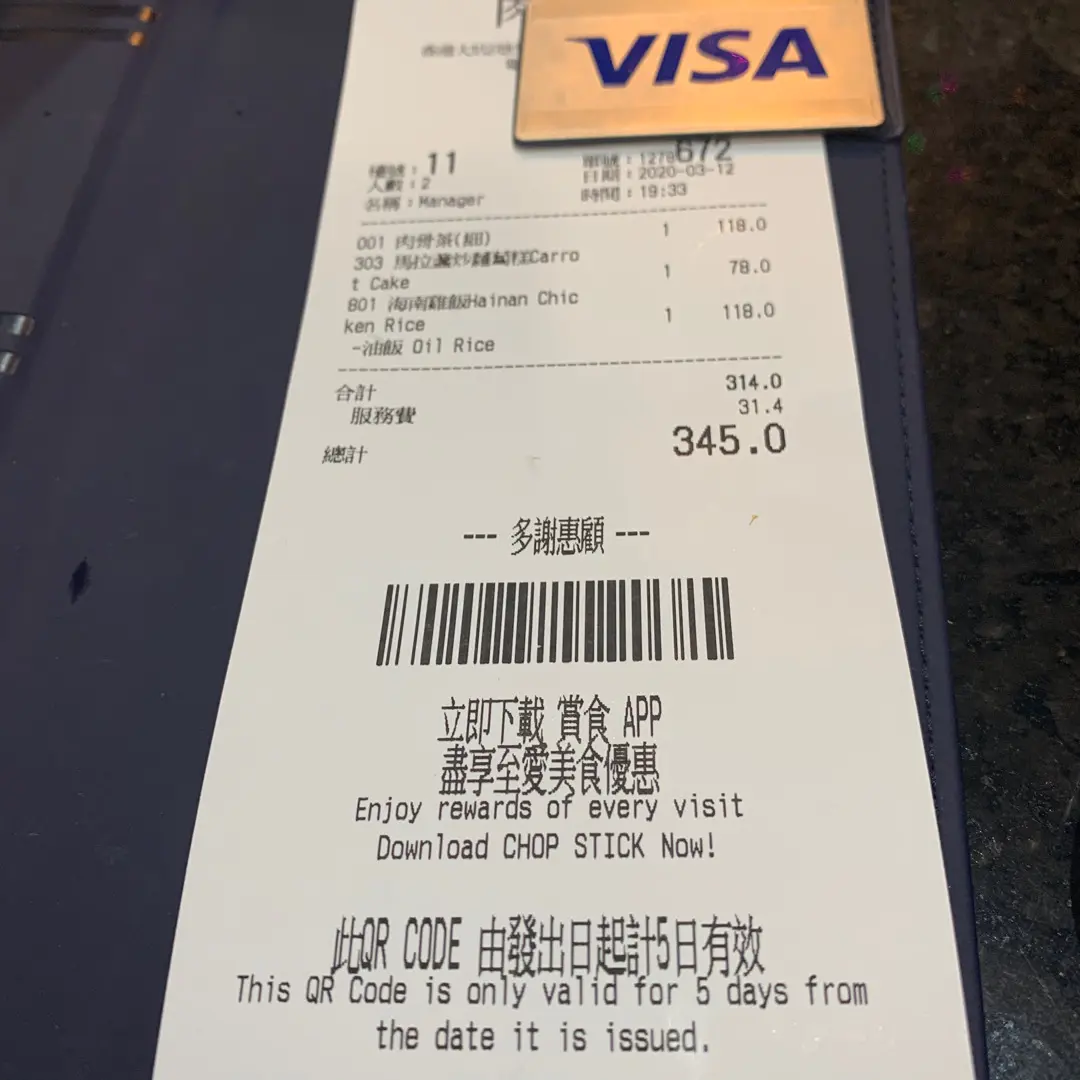 VISA
檯號：11
人數：2
名稱：Manager
單號：1278672
日期：2020-03-12
時間：19:33
001 肉骨茶(細) 1 118.0
303 馬拉盞炒蘿蔔糕Carro 1 78.0
t Cake
801 海南雞飯Hainan Chic 1 118.0
ken Rice
-油飯 Oil Rice
合計 314.0
服務費 31.4
總計 345.0
--- 多謝惠顧 ---
立即下載 賞食 APP
盡享至愛美食優惠
Enjoy rewards of every visit
Download CHOP STICK Now!
此QR CODE 由發出日起計5日有效
This QR Code is only valid for 5 days from
the date it is issued.